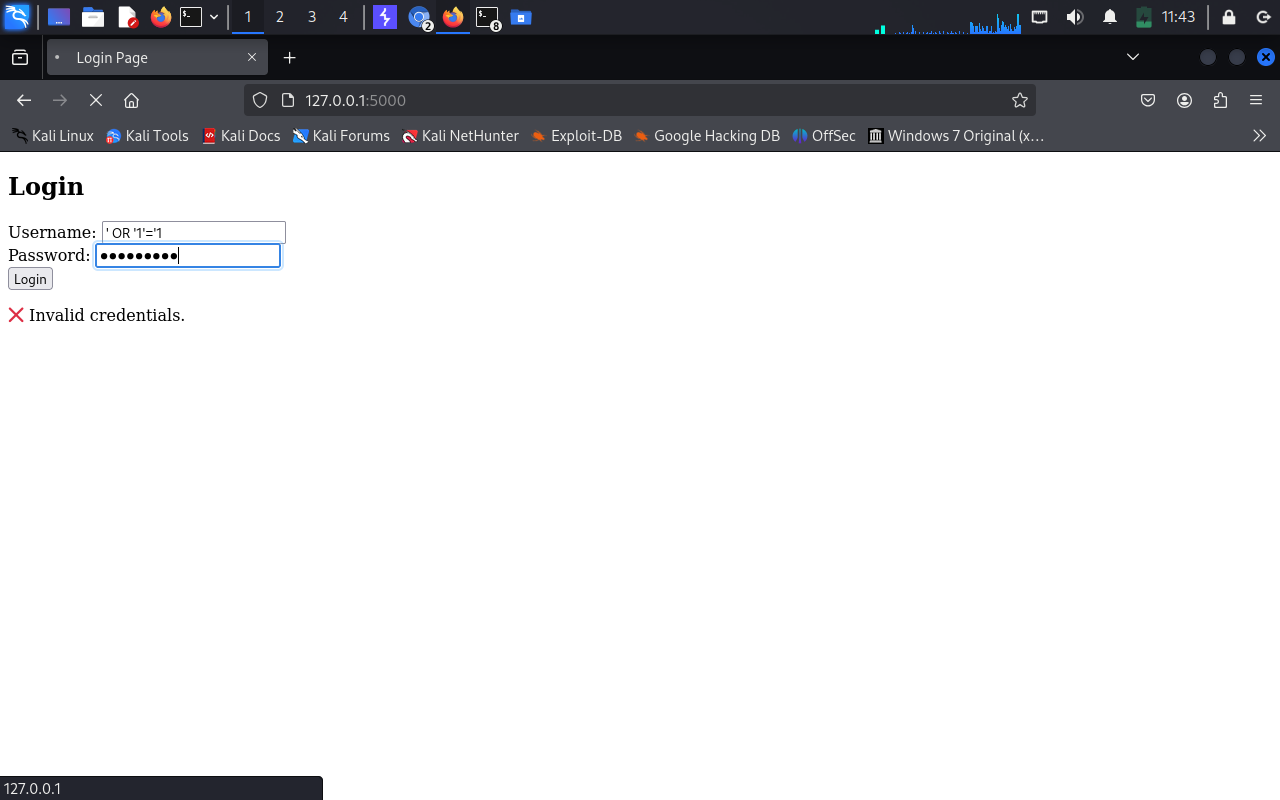 1 2 3 4 2 8 11:43
Login Page
127.0.0.1:5000
Kali Linux Kali Tools Kali Docs Kali Forums Kali NetHunter Exploit-DB Google Hacking DB OffSec Windows 7 Original (x…
Login
Username: ' OR '1'='1
Password: ●●●●●●●●●
Login
❌ Invalid credentials.
127.0.0.1